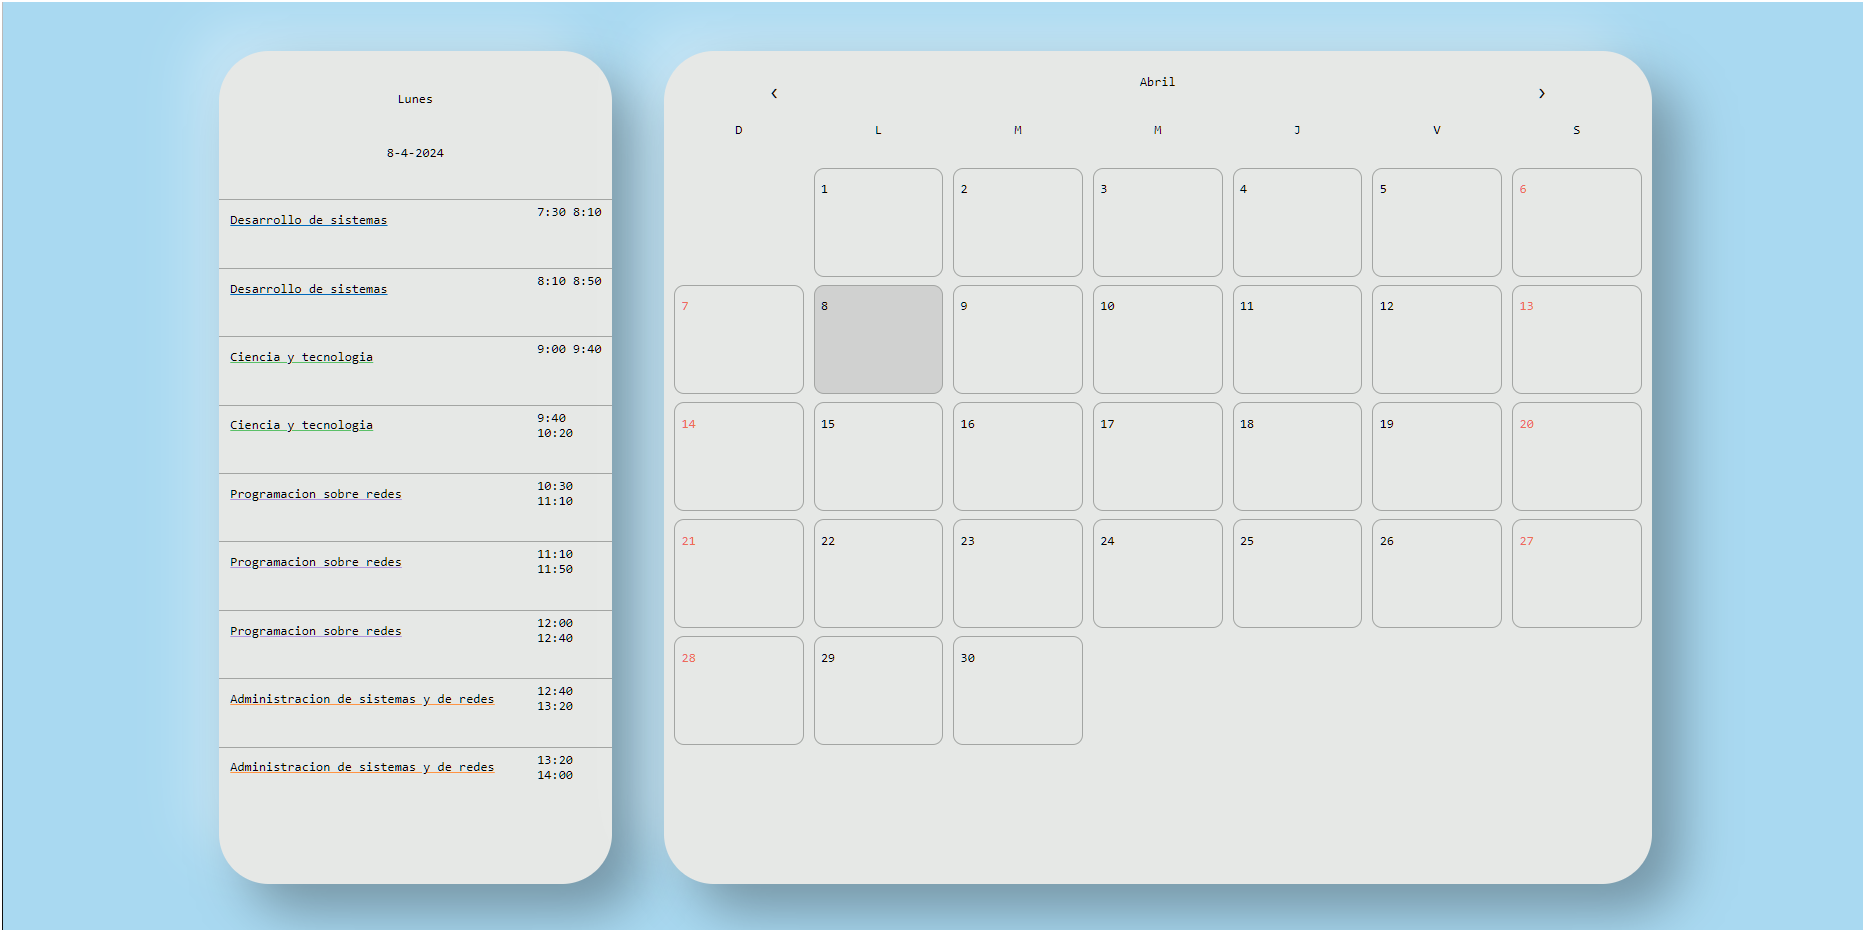 Lunes
8-4-2024
Desarrollo de sistemas 7:30 8:10
Desarrollo de sistemas 8:10 8:50
Ciencia y tecnologia 9:00 9:40
Ciencia y tecnologia 9:40
10:20
Programacion sobre redes 10:30
11:10
Programacion sobre redes 11:10
11:50
Programacion sobre redes 12:00
12:40
Administracion de sistemas y de redes 12:40
13:20
Administracion de sistemas y de redes 13:20
14:00
‹ Abril ›
D L M M J V S
1 2 3 4 5 6
7 8 9 10 11 12 13
14 15 16 17 18 19 20
21 22 23 24 25 26 27
28 29 30